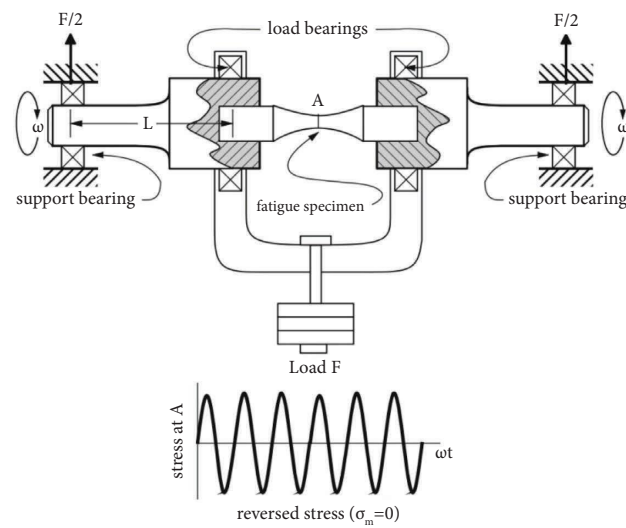 F/2
load bearings
F/2
A
ω
L
ω
support bearing
fatigue specimen
support bearing
Load F
stress at A
ωt
reversed stress (σₘ=0)